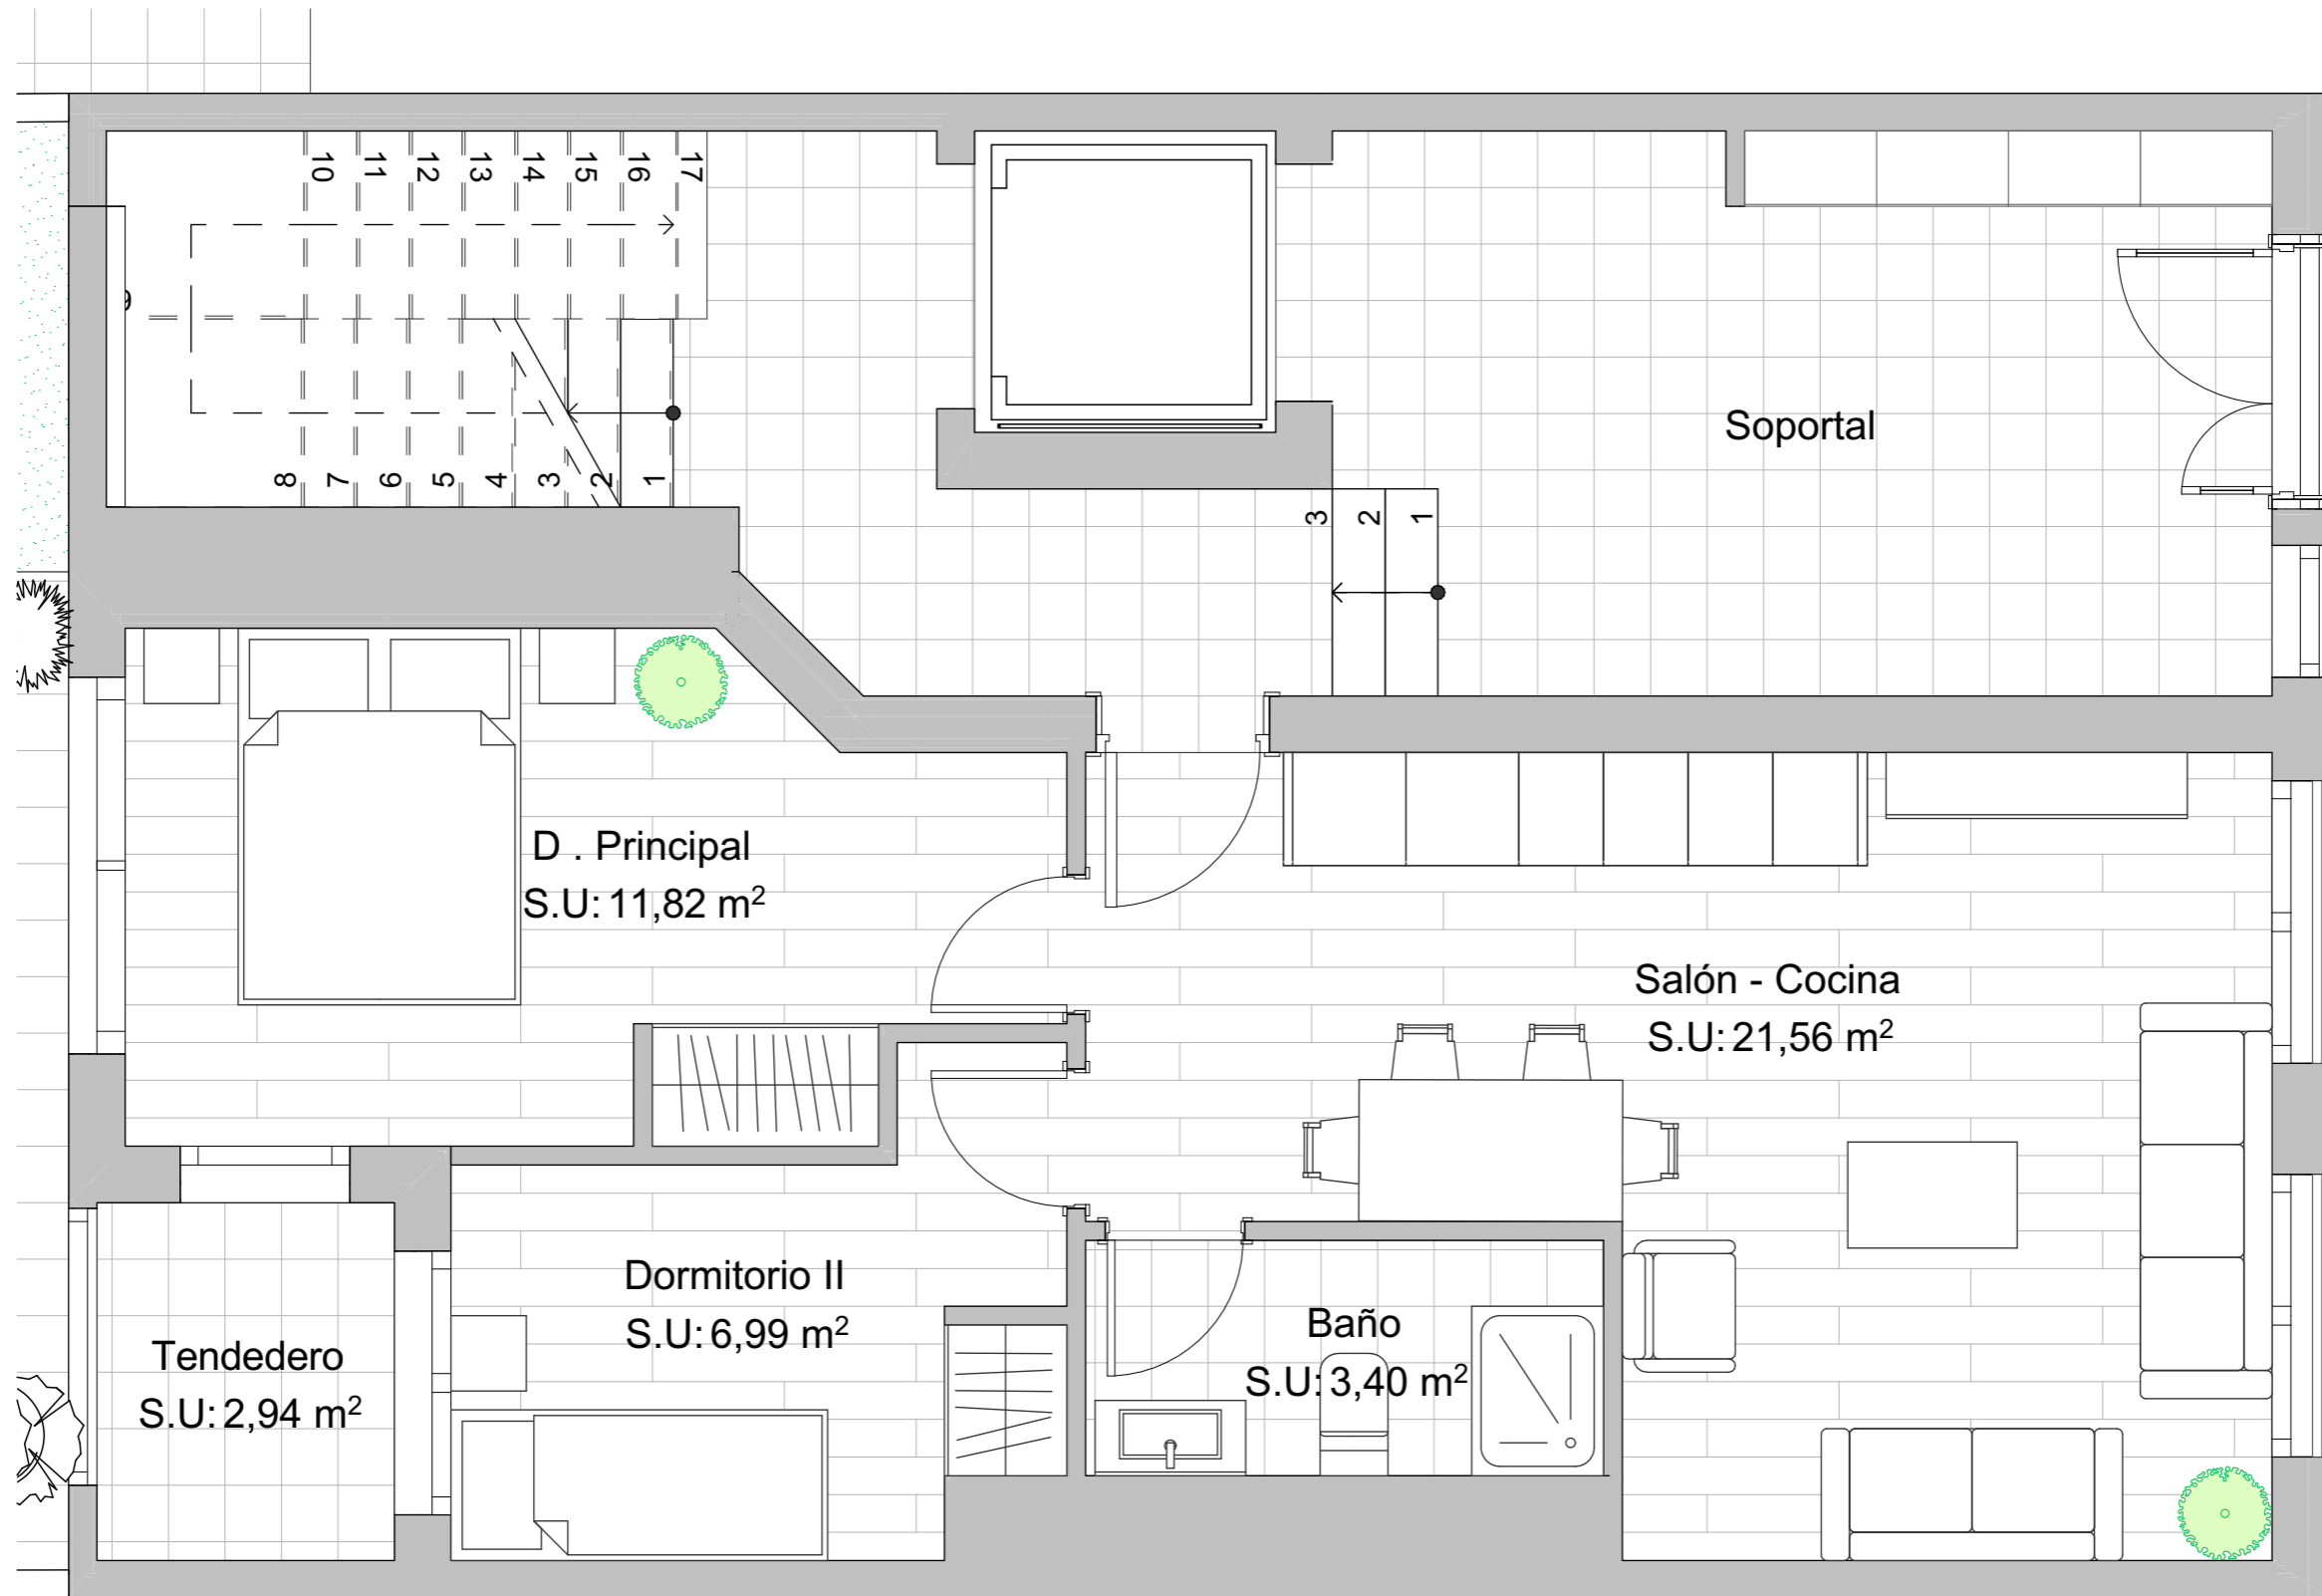 10
11
12
13
14
15
16
17
9
8
7
6
5
4
3
2
1
Soportal
3
2
1
D . Principal
S.U: 11,82 m²
Salón - Cocina
S.U: 21,56 m²
Dormitorio II
S.U: 6,99 m²
Baño
S.U: 3,40 m²
Tendedero
S.U: 2,94 m²